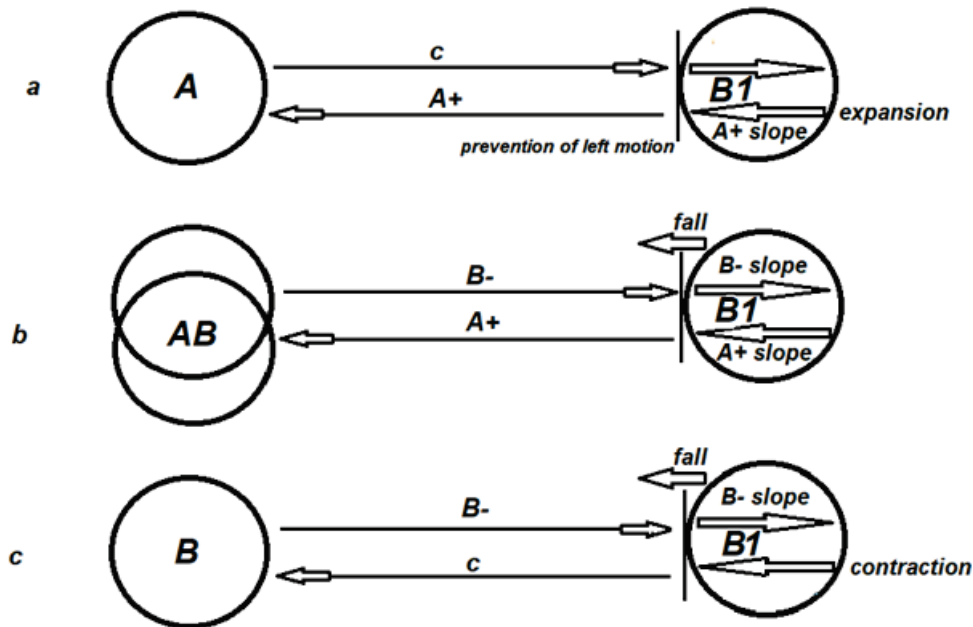 c
A
B1
a
A+
expansion
A+ slope
prevention of left motion
fall
B- slope
B-
B1
A+
b
AB
A+ slope
fall
B- slope
B-
B1
c
B
c
contraction